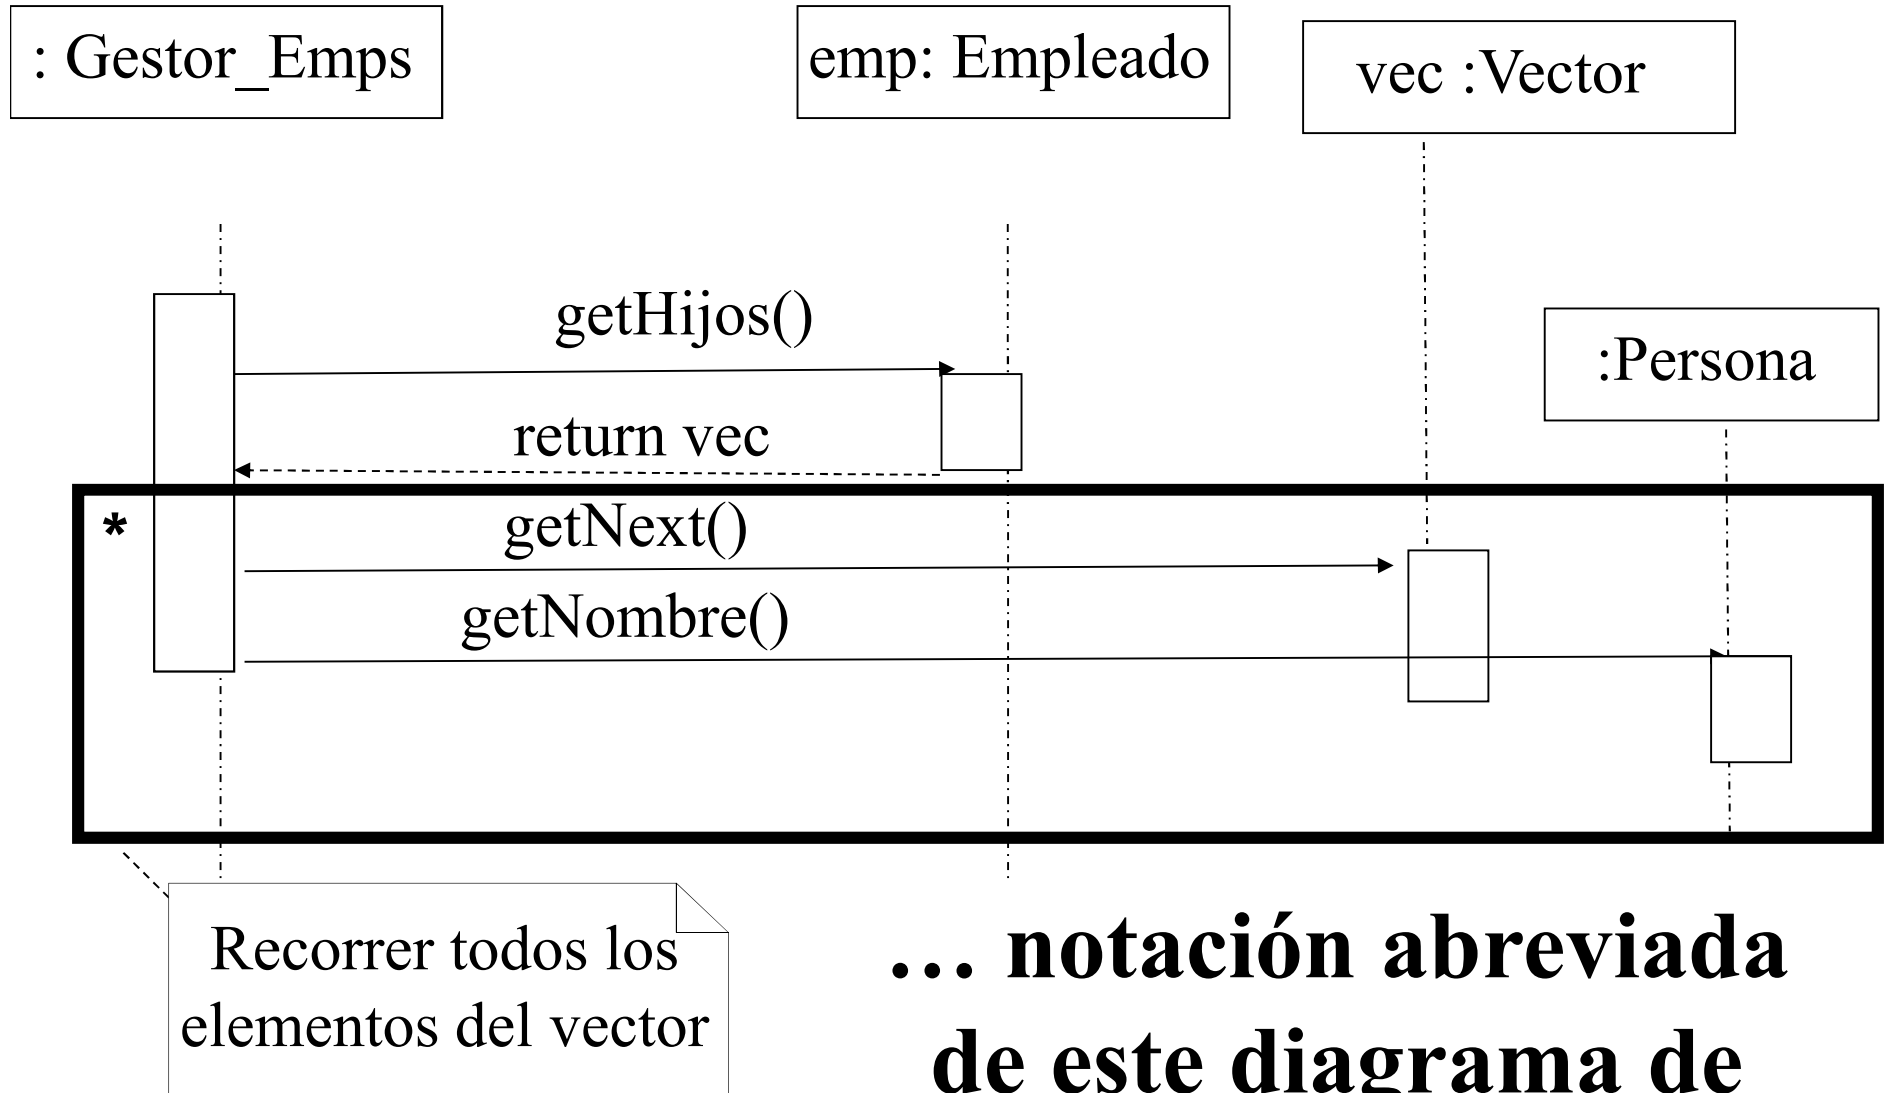 : Gestor_Emps
emp: Empleado
vec :Vector
getHijos()
:Persona
return vec
*
getNext()
getNombre()
Recorrer todos los
elementos del vector
… notación abreviada
de este diagrama de